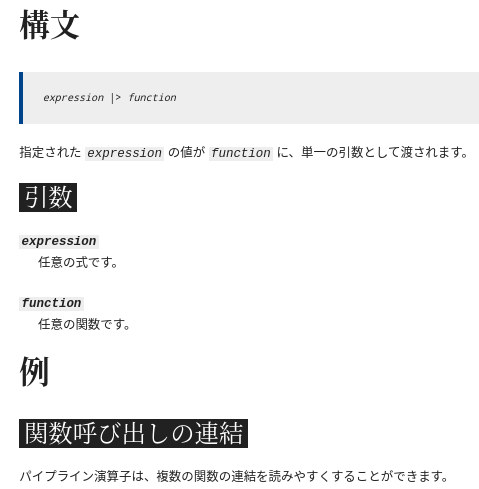 構文
expression |> function
指定された expression の値が function に、単一の引数として渡されます。
引数
expression
任意の式です。
function
任意の関数です。
例
関数呼び出しの連結
パイプライン演算子は、複数の関数の連結を読みやすくすることができます。